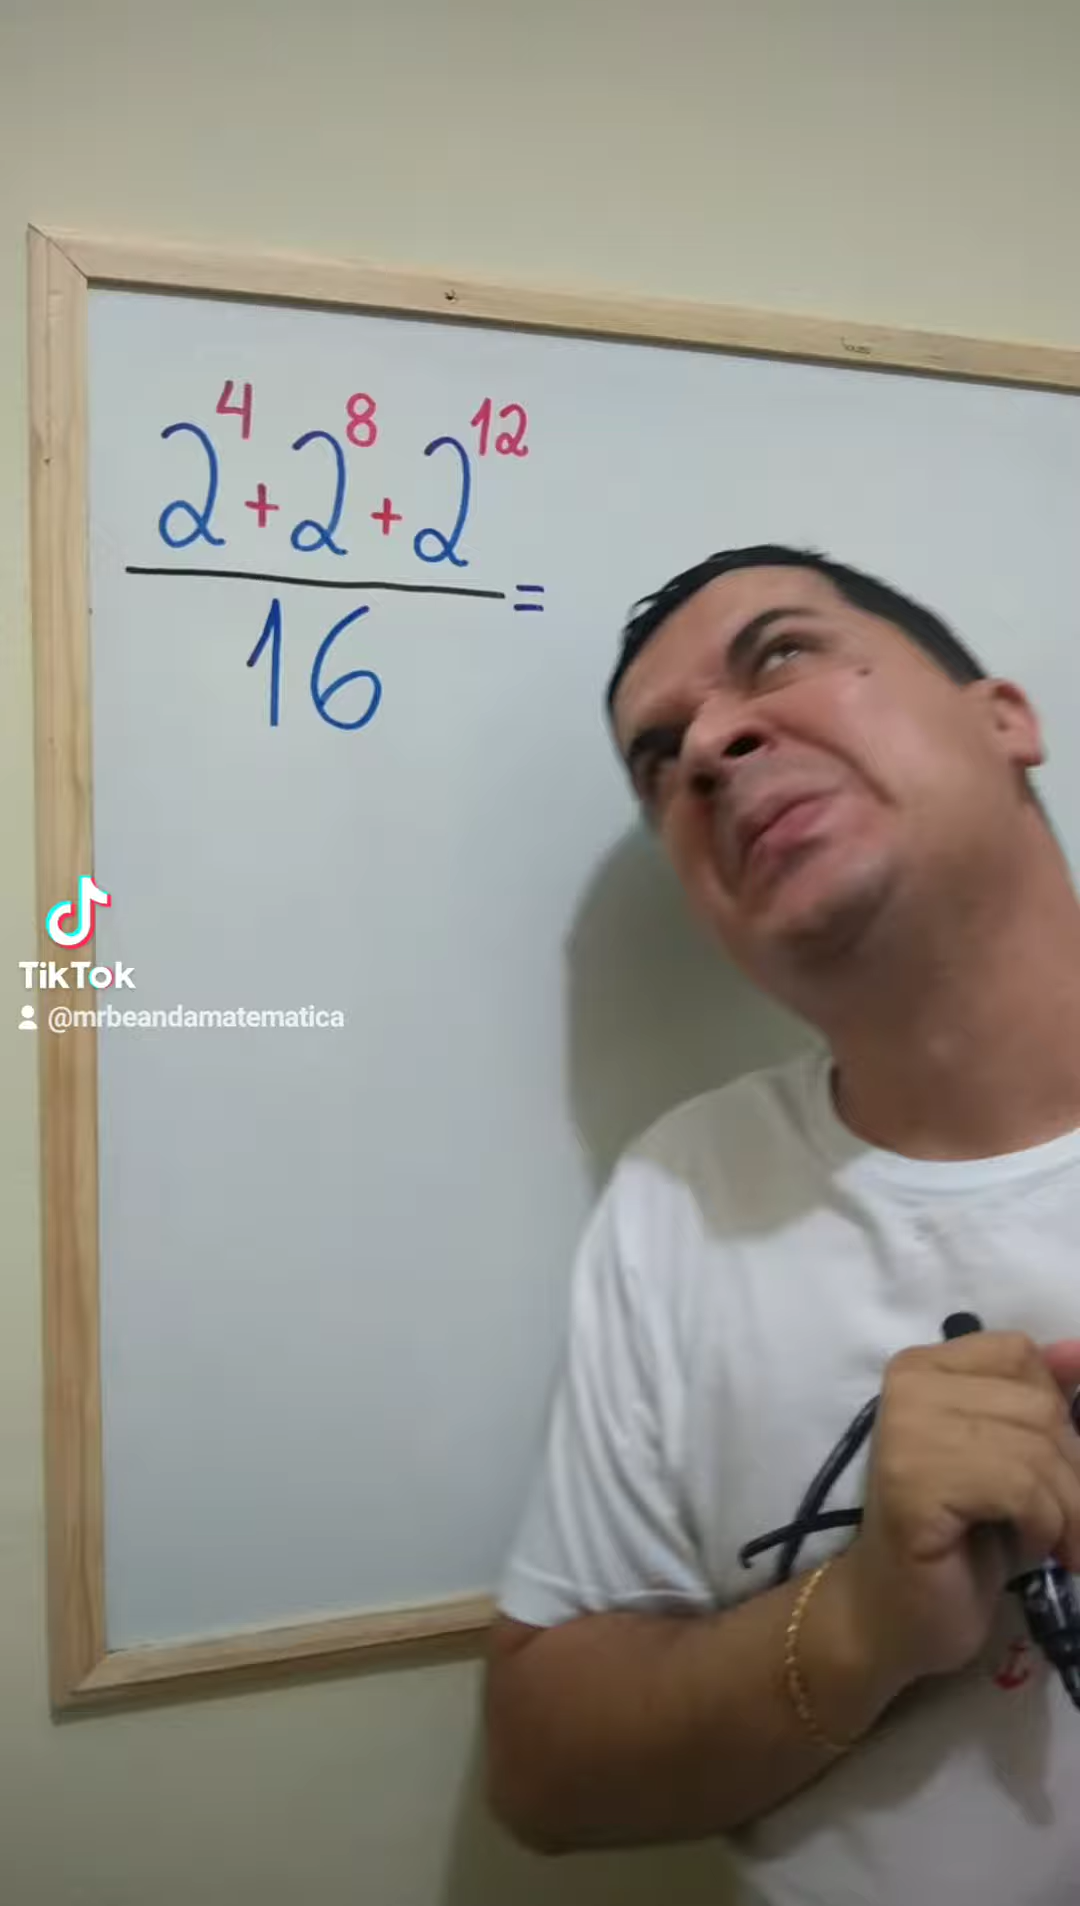 2⁴ + 2⁸ + 2¹² =
16
TikTok
@mrbeandamatematica